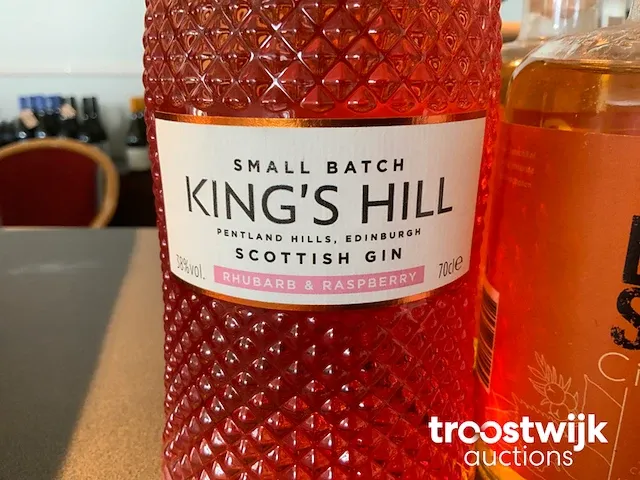 SMALL BATCH
KING'S HILL
PENTLAND HILLS, EDINBURGH
SCOTTISH GIN
38%vol.
70cl℮
RHUBARB & RASPBERRY
troostwijk
auctions